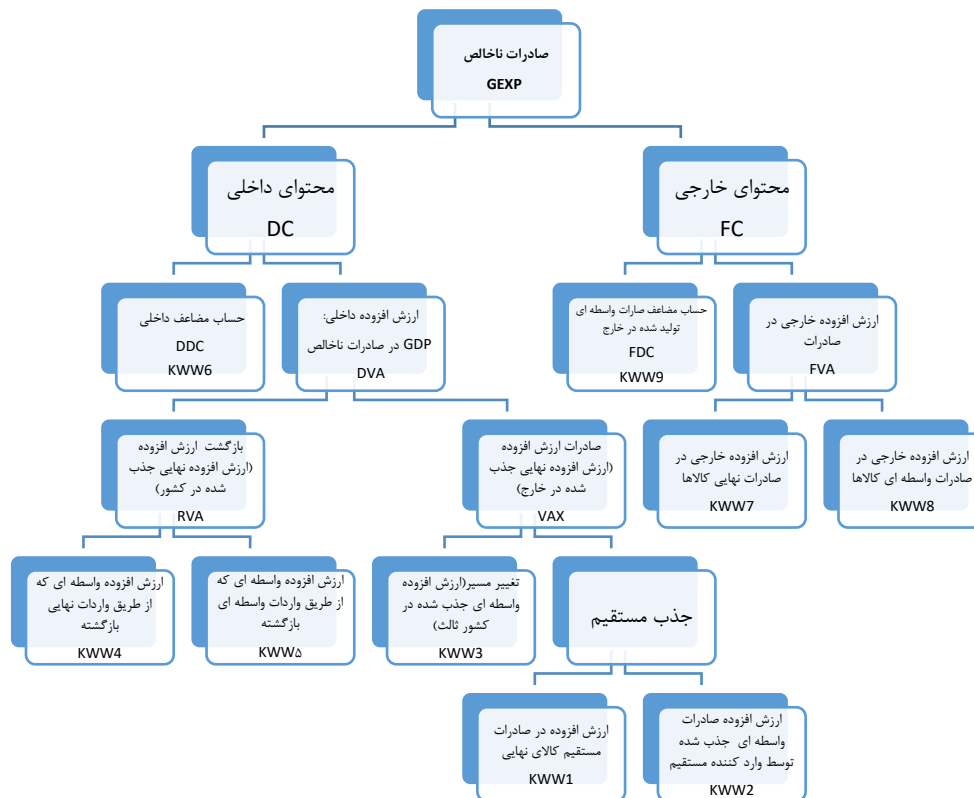 صادرات ناخالص
GEXP
محتوای داخلی
DC
محتوای خارجی
FC
حساب مضاعف داخلی
DDC
KWW6
ارزش افزوده داخلی:
GDP در صادرات ناخالص
DVA
حساب مضاعف صارات واسطه ای
تولید شده در خارج
FDC
KWW9
ارزش افزوده خارجی در
صادرات
FVA
بازگشت ارزش افزوده
(ارزش افزوده نهایی جذب
شده در کشور)
RVA
صادرات ارزش افزوده
(ارزش افزوده نهایی جذب
شده در خارج)
VAX
ارزش افزوده خارجی در
صادرات نهایی کالاها
KWW7
ارزش افزوده خارجی در
صادرات واسطه ای کالاها
KWW8
ارزش افزوده واسطه ای که
از طریق واردات نهایی
بازگشته
KWW4
ارزش افزوده واسطه ای که
از طریق واردات واسطه ای
بازگشته
KWW۵
تغییر مسیر(ارزش افزوده
واسطه ای جذب شده در
کشور ثالث)
KWW3
جذب مستقیم
ارزش افزوده در صادرات
مستقیم کالای نهایی
KWW1
ارزش افزوده صادرات
واسطه ای جذب شده
توسط وارد کننده مستقیم
KWW2